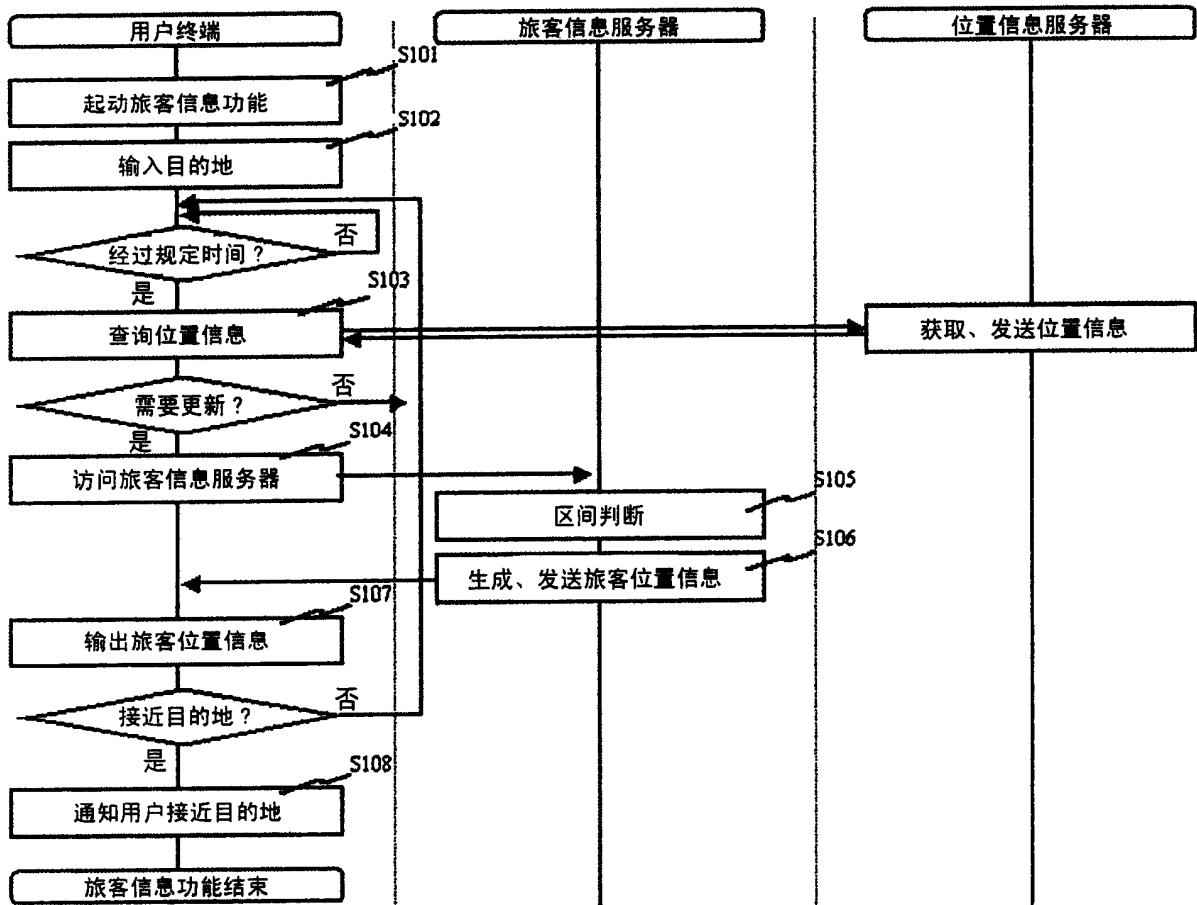 用户终端
旅客信息服务器
位置信息服务器
S101
起动旅客信息功能
S102
输入目的地
经过规定时间？
否
是
S103
查询位置信息
获取、发送位置信息
需要更新？
否
是
S104
访问旅客信息服务器
S105
区间判断
S106
生成、发送旅客位置信息
S107
输出旅客位置信息
接近目的地？
否
是
S108
通知用户接近目的地
旅客信息功能结束